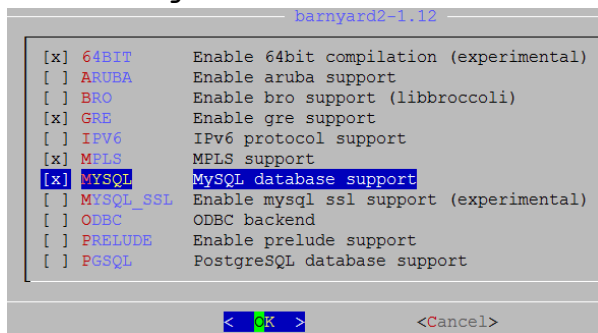 barnyard2-1.12
[x] 64BIT Enable 64bit compilation (experimental)
[ ] ARUBA Enable aruba support
[ ] BRO Enable bro support (libbroccoli)
[x] GRE Enable gre support
[ ] IPV6 IPv6 protocol support
[x] MPLS MPLS support
[x] MYSQL MySQL database support
[ ] MYSQL_SSL Enable mysql ssl support (experimental)
[ ] ODBC ODBC backend
[ ] PRELUDE Enable prelude support
[ ] PGSQL PostgreSQL database support
< OK > <Cancel>